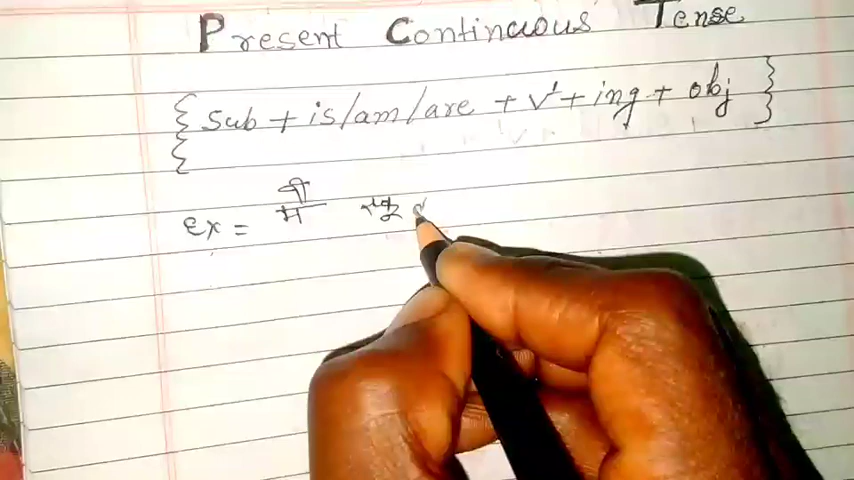 Present Continuous Tense
{ Sub + is/am/are + V¹ + ing + obj }
Ex = मी